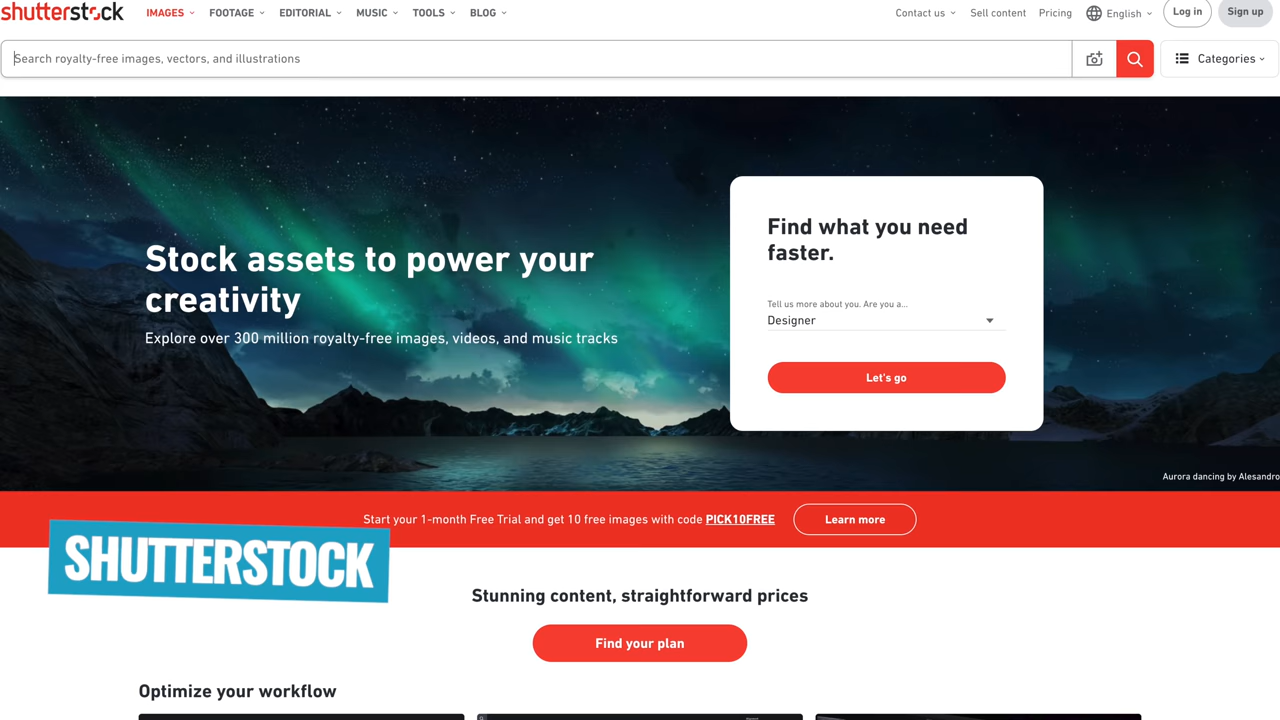 shutterstock
IMAGES FOOTAGE EDITORIAL MUSIC TOOLS BLOG
Contact us Sell content Pricing English Log in Sign up
Search royalty-free images, vectors, and illustrations
Categories
Stock assets to power your
creativity
Explore over 300 million royalty-free images, videos, and music tracks
Find what you need
faster.
Tell us more about you. Are you a...
Designer
Let's go
Aurora dancing by Alesandro
Start your 1-month Free Trial and get 10 free images with code PICK10FREE
Learn more
SHUTTERSTOCK
Stunning content, straightforward prices
Find your plan
Optimize your workflow